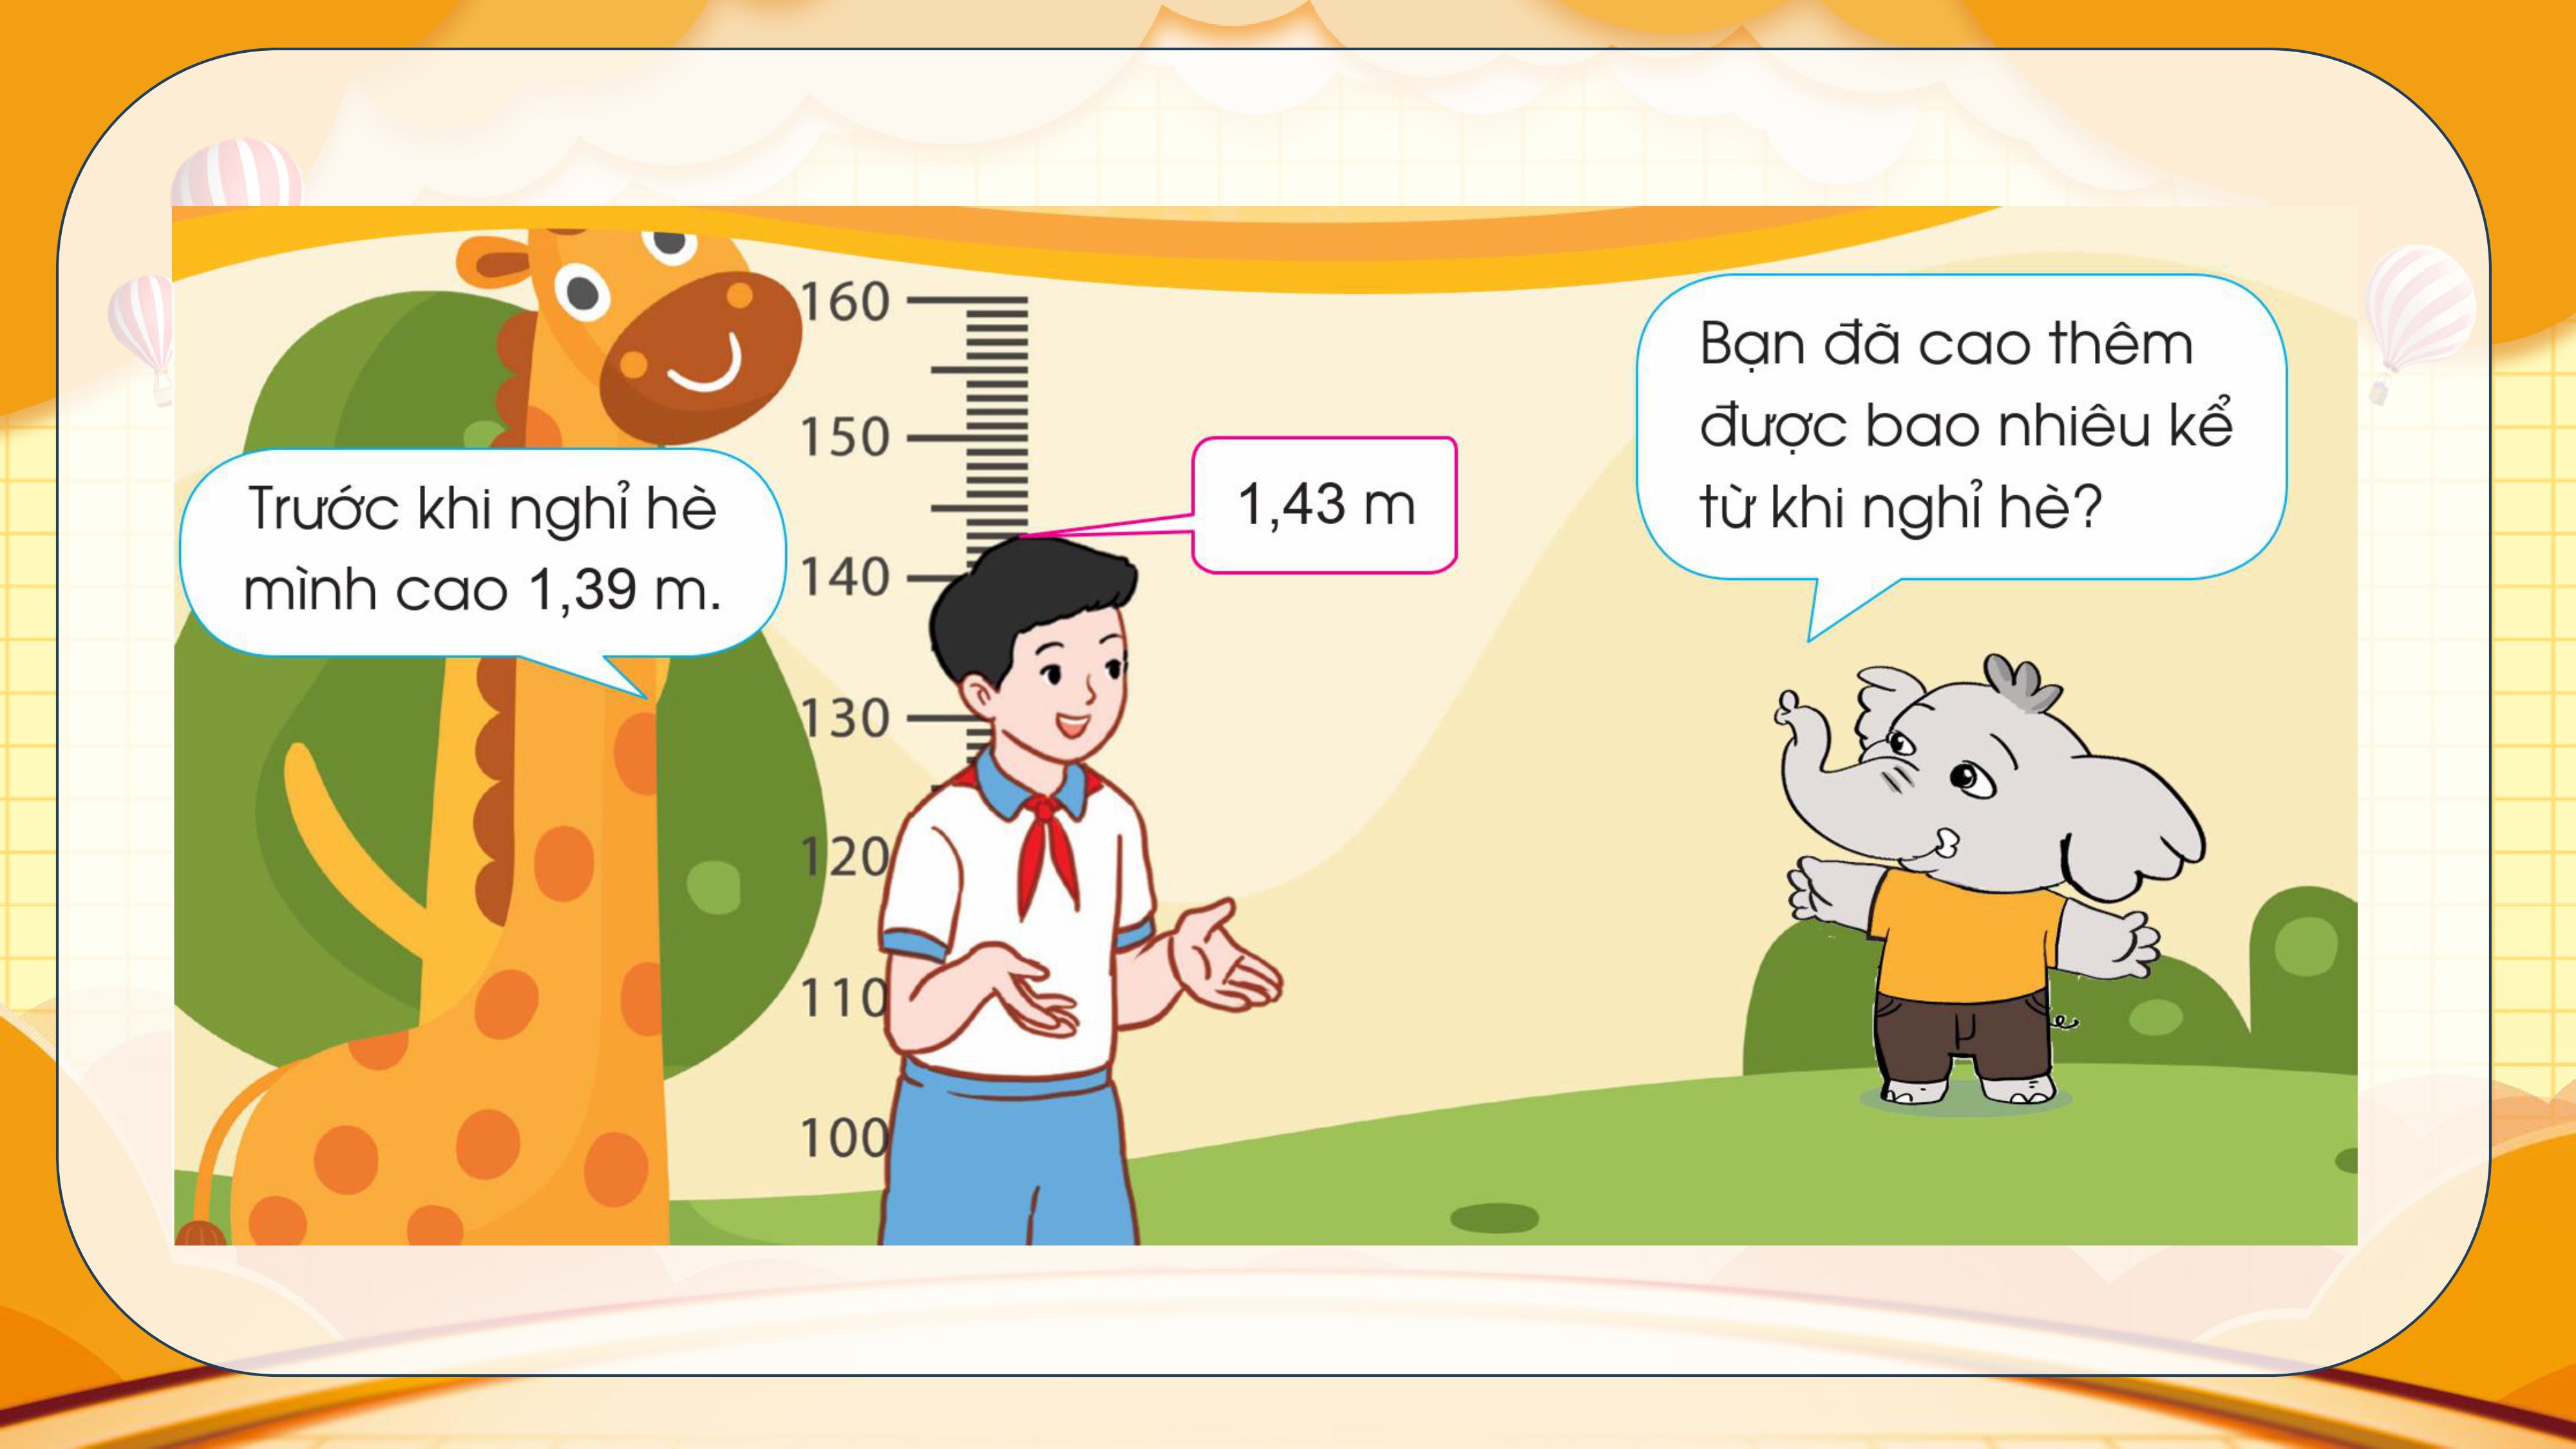 Trước khi nghỉ hè
mình cao 1,39 m.
160
150
140
130
120
110
100
1,43 m
Bạn đã cao thêm
được bao nhiêu kể
từ khi nghỉ hè?